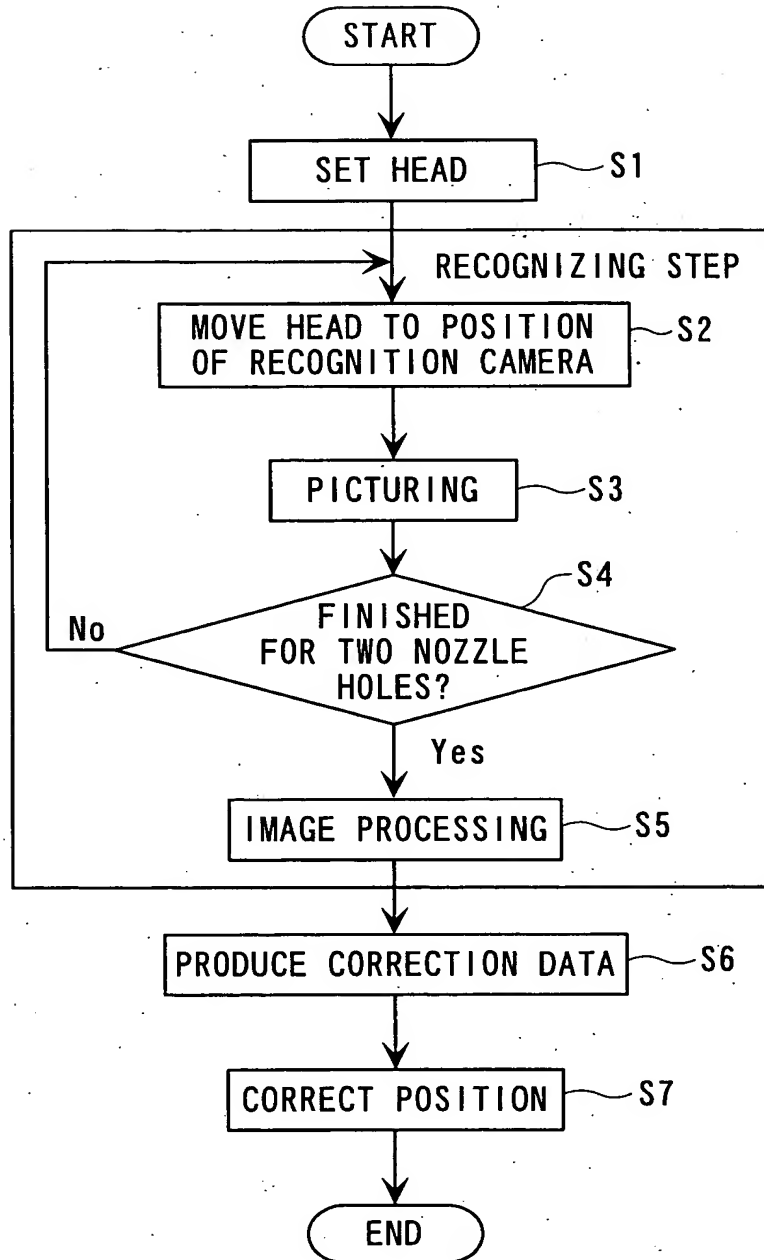 START
SET HEAD
S1
RECOGNIZING STEP
MOVE HEAD TO POSITION
OF RECOGNITION CAMERA
S2
PICTURING
S3
S4
FINISHED
FOR TWO NOZZLE
HOLES?
No
Yes
IMAGE PROCESSING
S5
PRODUCE CORRECTION DATA
S6
CORRECT POSITION
S7
END